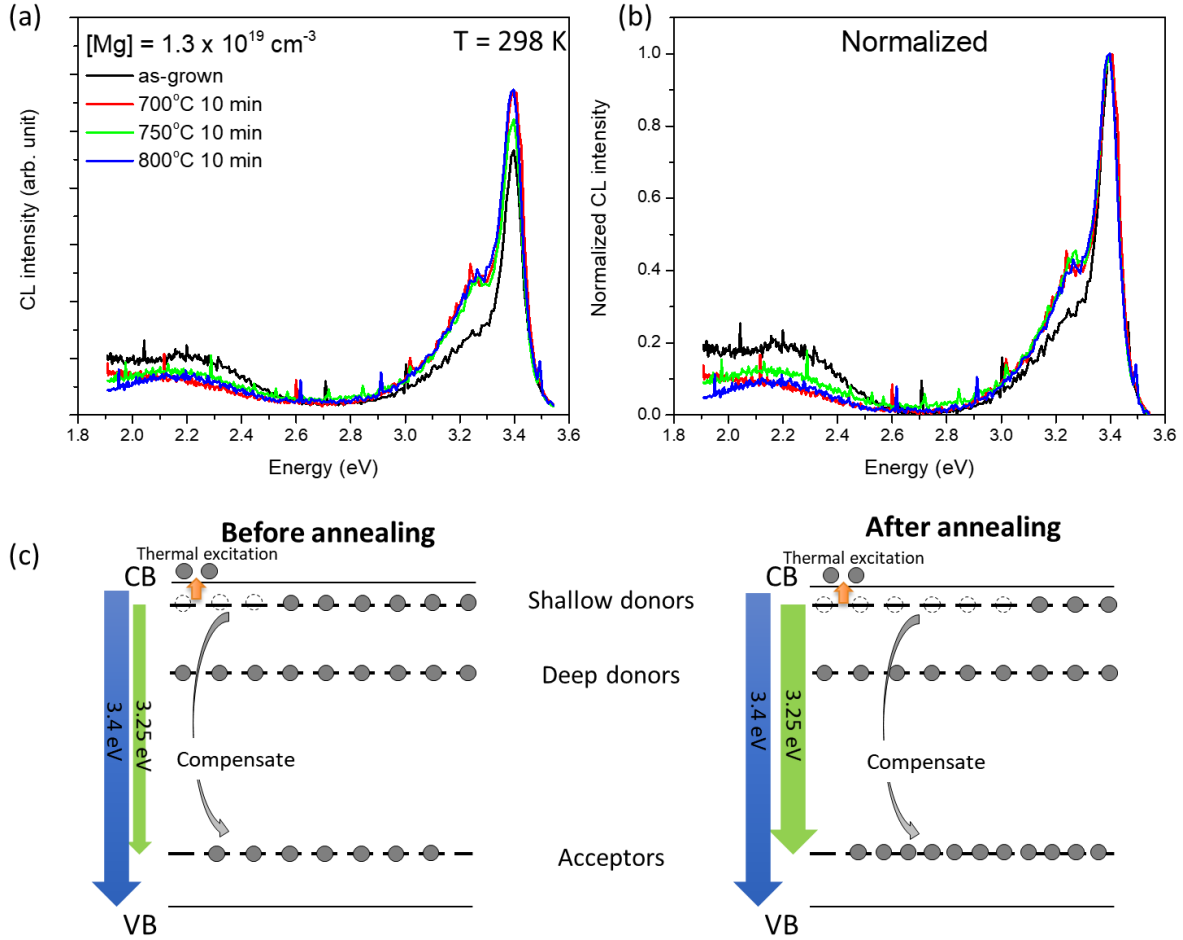 (a)
[Mg] = 1.3 x 10¹⁹ cm⁻³
T = 298 K
as-grown
700°C 10 min
750°C 10 min
800°C 10 min
CL intensity (arb. unit)
1.8 2.0 2.2 2.4 2.6 2.8 3.0 3.2 3.4 3.6
Energy (eV)
(b)
Normalized
Normalized CL intensity
1.0
0.8
0.6
0.4
0.2
0.0
1.8 2.0 2.2 2.4 2.6 2.8 3.0 3.2 3.4 3.6
Energy (eV)
(c)
Before annealing
Thermal excitation
CB
3.4 eV
3.25 eV
Compensate
VB
Shallow donors
Deep donors
Acceptors
After annealing
Thermal excitation
CB
3.4 eV
3.25 eV
Compensate
VB